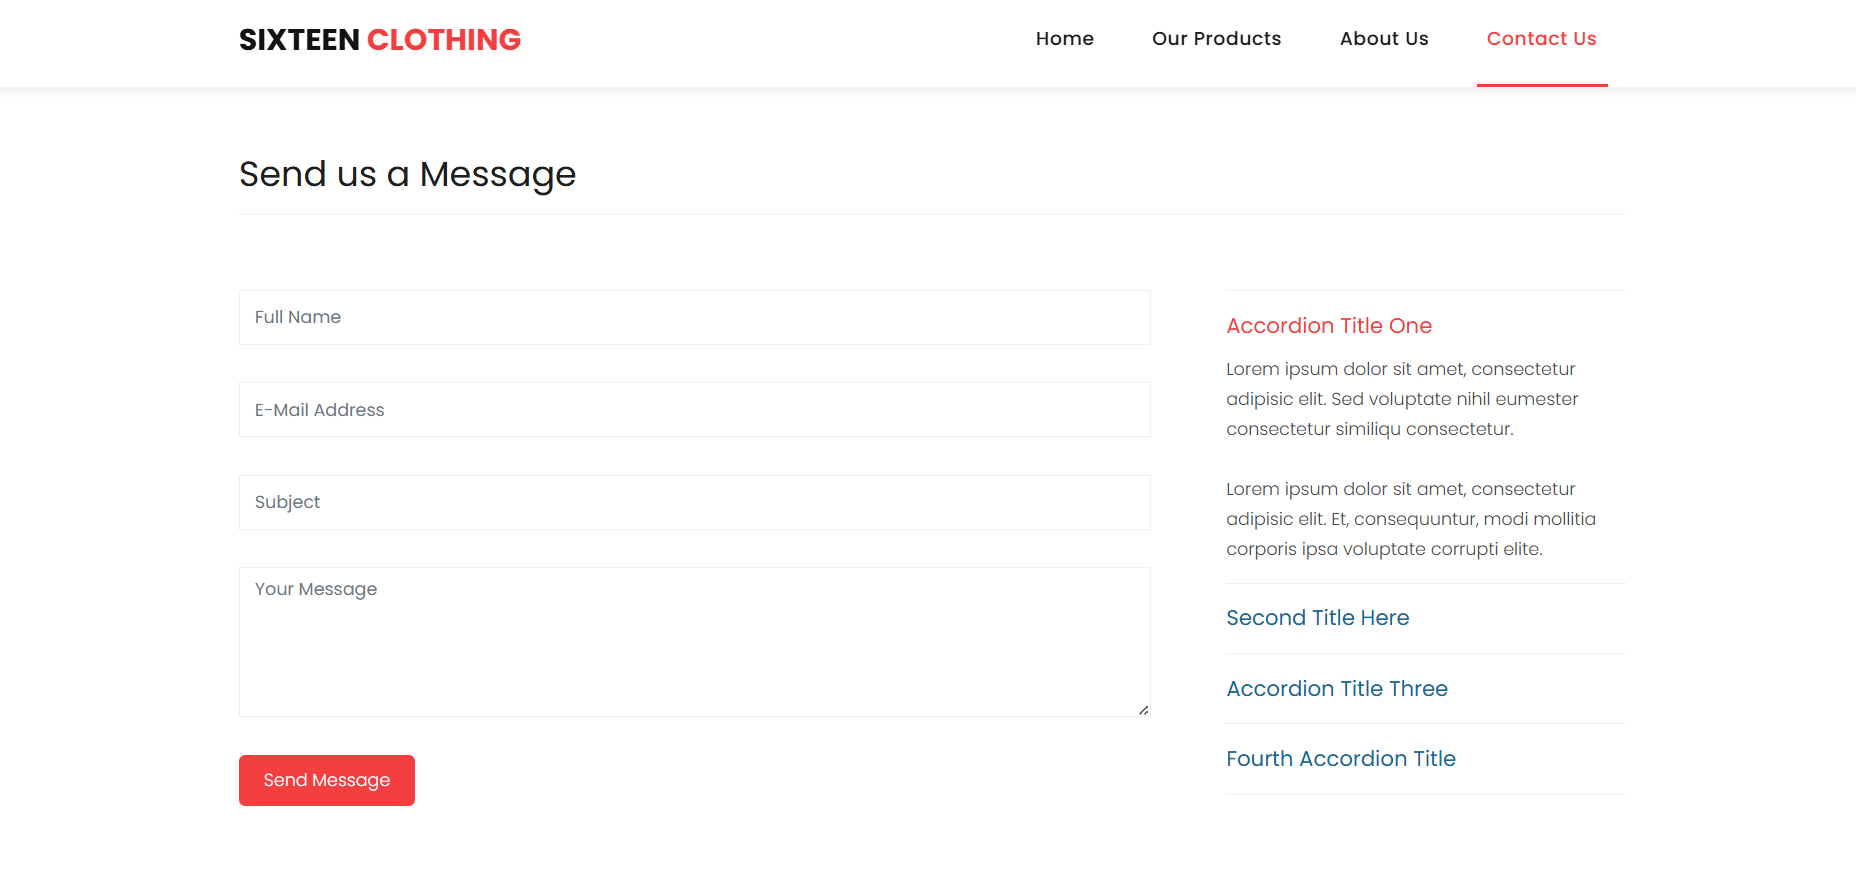 SIXTEEN CLOTHING
Home
Our Products
About Us
Contact Us
Send us a Message
Full Name
E-Mail Address
Subject
Your Message
Send Message
Accordion Title One
Lorem ipsum dolor sit amet, consectetur
adipisic elit. Sed voluptate nihil eumester
consectetur similiqu consectetur.
Lorem ipsum dolor sit amet, consectetur
adipisic elit. Et, consequuntur, modi mollitia
corporis ipsa voluptate corrupti elite.
Second Title Here
Accordion Title Three
Fourth Accordion Title